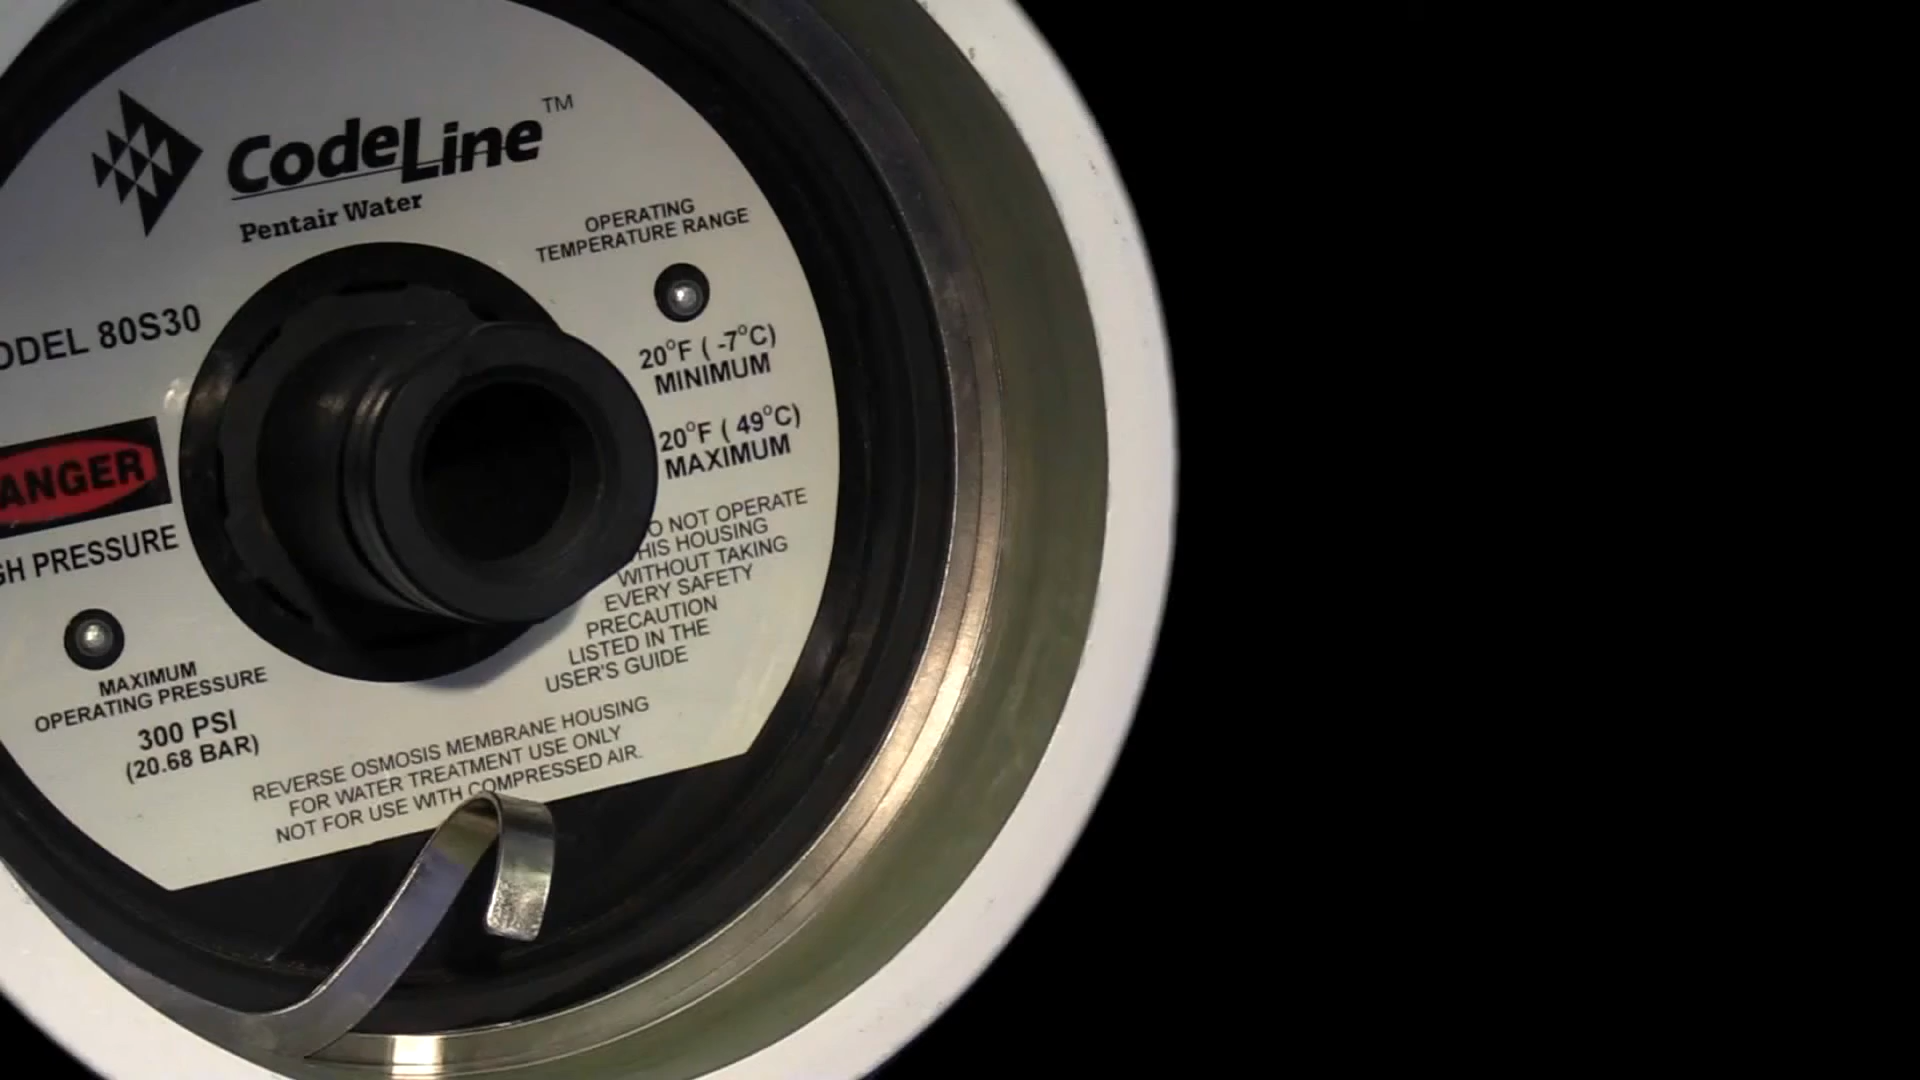 CodeLine™
Pentair Water
OPERATING
TEMPERATURE RANGE
20°F ( -7°C)
MINIMUM
20°F ( 49°C)
MAXIMUM
ODEL 80S30
ANGER
GH PRESSURE
MAXIMUM
OPERATING PRESSURE
300 PSI
(20.68 BAR)
O NOT OPERATE
HIS HOUSING
WITHOUT TAKING
EVERY SAFETY
PRECAUTION
LISTED IN THE
USER'S GUIDE
REVERSE OSMOSIS MEMBRANE HOUSING
FOR WATER TREATMENT USE ONLY
NOT FOR USE WITH COMPRESSED AIR.